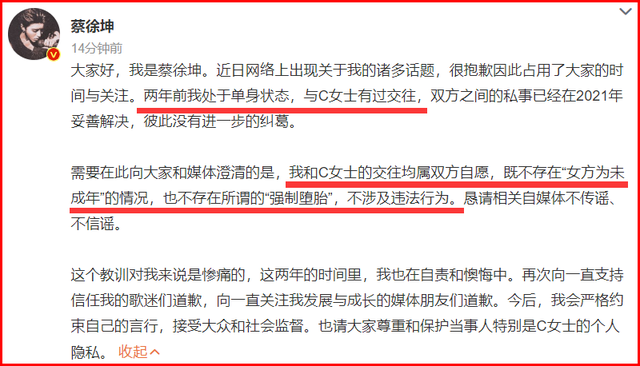 蔡徐坤
14分钟前
大家好，我是蔡徐坤。近日网络上出现关于我的诸多话题，很抱歉因此占用了大家的时
间与关注。两年前我处于单身状态，与C女士有过交往，双方之间的私事已经在2021年
妥善解决，彼此没有进一步的纠葛。
需要在此向大家和媒体澄清的是，我和C女士的交往均属双方自愿，既不存在“女方为未
成年”的情况，也不存在所谓的“强制堕胎”，不涉及违法行为。恳请相关自媒体不传谣、
不信谣。
这个教训对我来说是惨痛的，这两年的时间里，我也在自责和懊悔中。再次向一直支持
信任我的歌迷们道歉，向一直关注我发展与成长的媒体朋友们道歉。今后，我会严格约
束自己的言行，接受大众和社会监督。也请大家尊重和保护当事人特别是C女士的个人
隐私。 收起